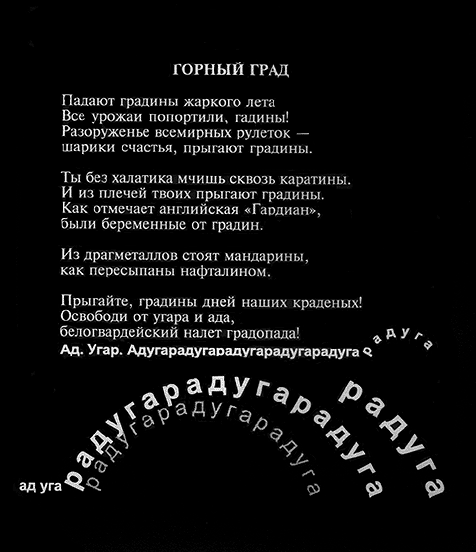 ГОРНЫЙ ГРАД
Падают градины жаркого лета
Все урожаи попортили, гадины!
Разоруженье всемирных рулеток —
шарики счастья, прыгают градины.
Ты без халатика мчишь сквозь каратины.
И из плечей твоих прыгают градины.
Как отмечает английская «Гардиан»,
были беременные от градин.
Из драгметаллов стоят мандарины,
как пересыпаны нафталином.
Прыгайте, градины дней наших краденых!
Освободи от угара и ада,
белогвардейский налет градопада!
Ад. Угар. Адугарадугарадугарадугарадуга
радуга
радугарадугарадуга
радугарадуга
радуга
ад уга